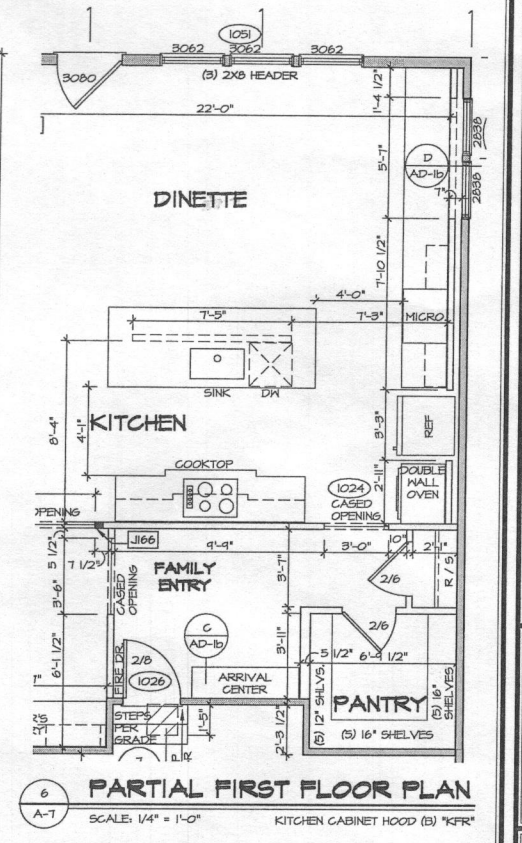 1051
3062 3062 3062
3080
(3) 2X8 HEADER
1'-4 1/2"
22'-0"
2838
D
AD-1b
5'-7"
7"
2838
DINETTE
7'-10 1/2"
4'-0"
7'-5"
7'-3"
MICRO.
SINK DW
8'-4"
4'-1"
KITCHEN
3'-3"
REF
COOKTOP
2'-11"
DOUBLE
WALL
OVEN
1024
CASED
OPENING
OPENING
J166
9'-9"
3'-0"
10"
2'-1"
5 1/2"
7 1/2"
FAMILY
ENTRY
3'-7"
2/6
R / S
3'-6"
CASED
OPENING
C
AD-1b
2/6
3'-11"
6'-1 1/2"
5 1/2" 6'-4 1/2"
FIRE DR.
2/8
1026
ARRIVAL
CENTER
PANTRY
(5) 12" SHLVS.
(5) 16"
SHELVES
7"
STEPS
PER
GRADE
1'-5"
2'-3 1/2"
(5) 16" SHELVES
P
R
6
A-7
PARTIAL FIRST FLOOR PLAN
SCALE: 1/4" = 1'-0"
KITCHEN CABINET HOOD (B) "KFR"